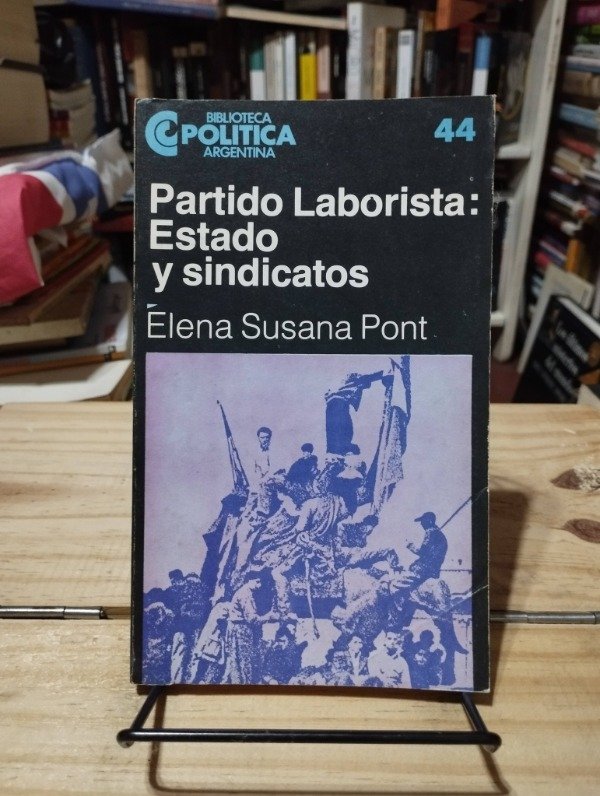 BIBLIOTECA
POLITICA
ARGENTINA
44
Partido Laborista:
Estado
y sindicatos
Elena Susana Pont